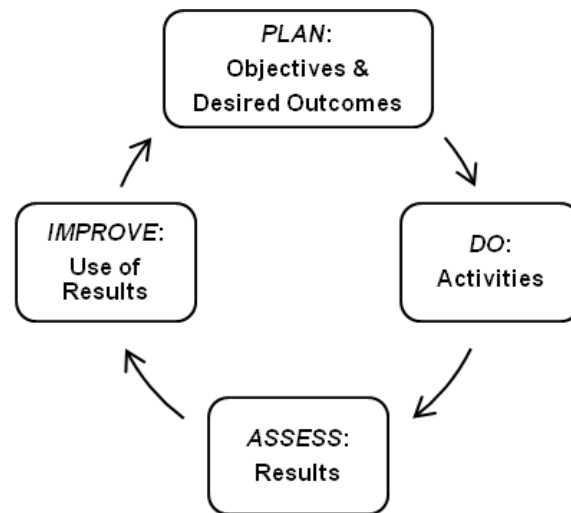 PLAN:
Objectives &
Desired Outcomes
DO:
Activities
ASSESS:
Results
IMPROVE:
Use of
Results